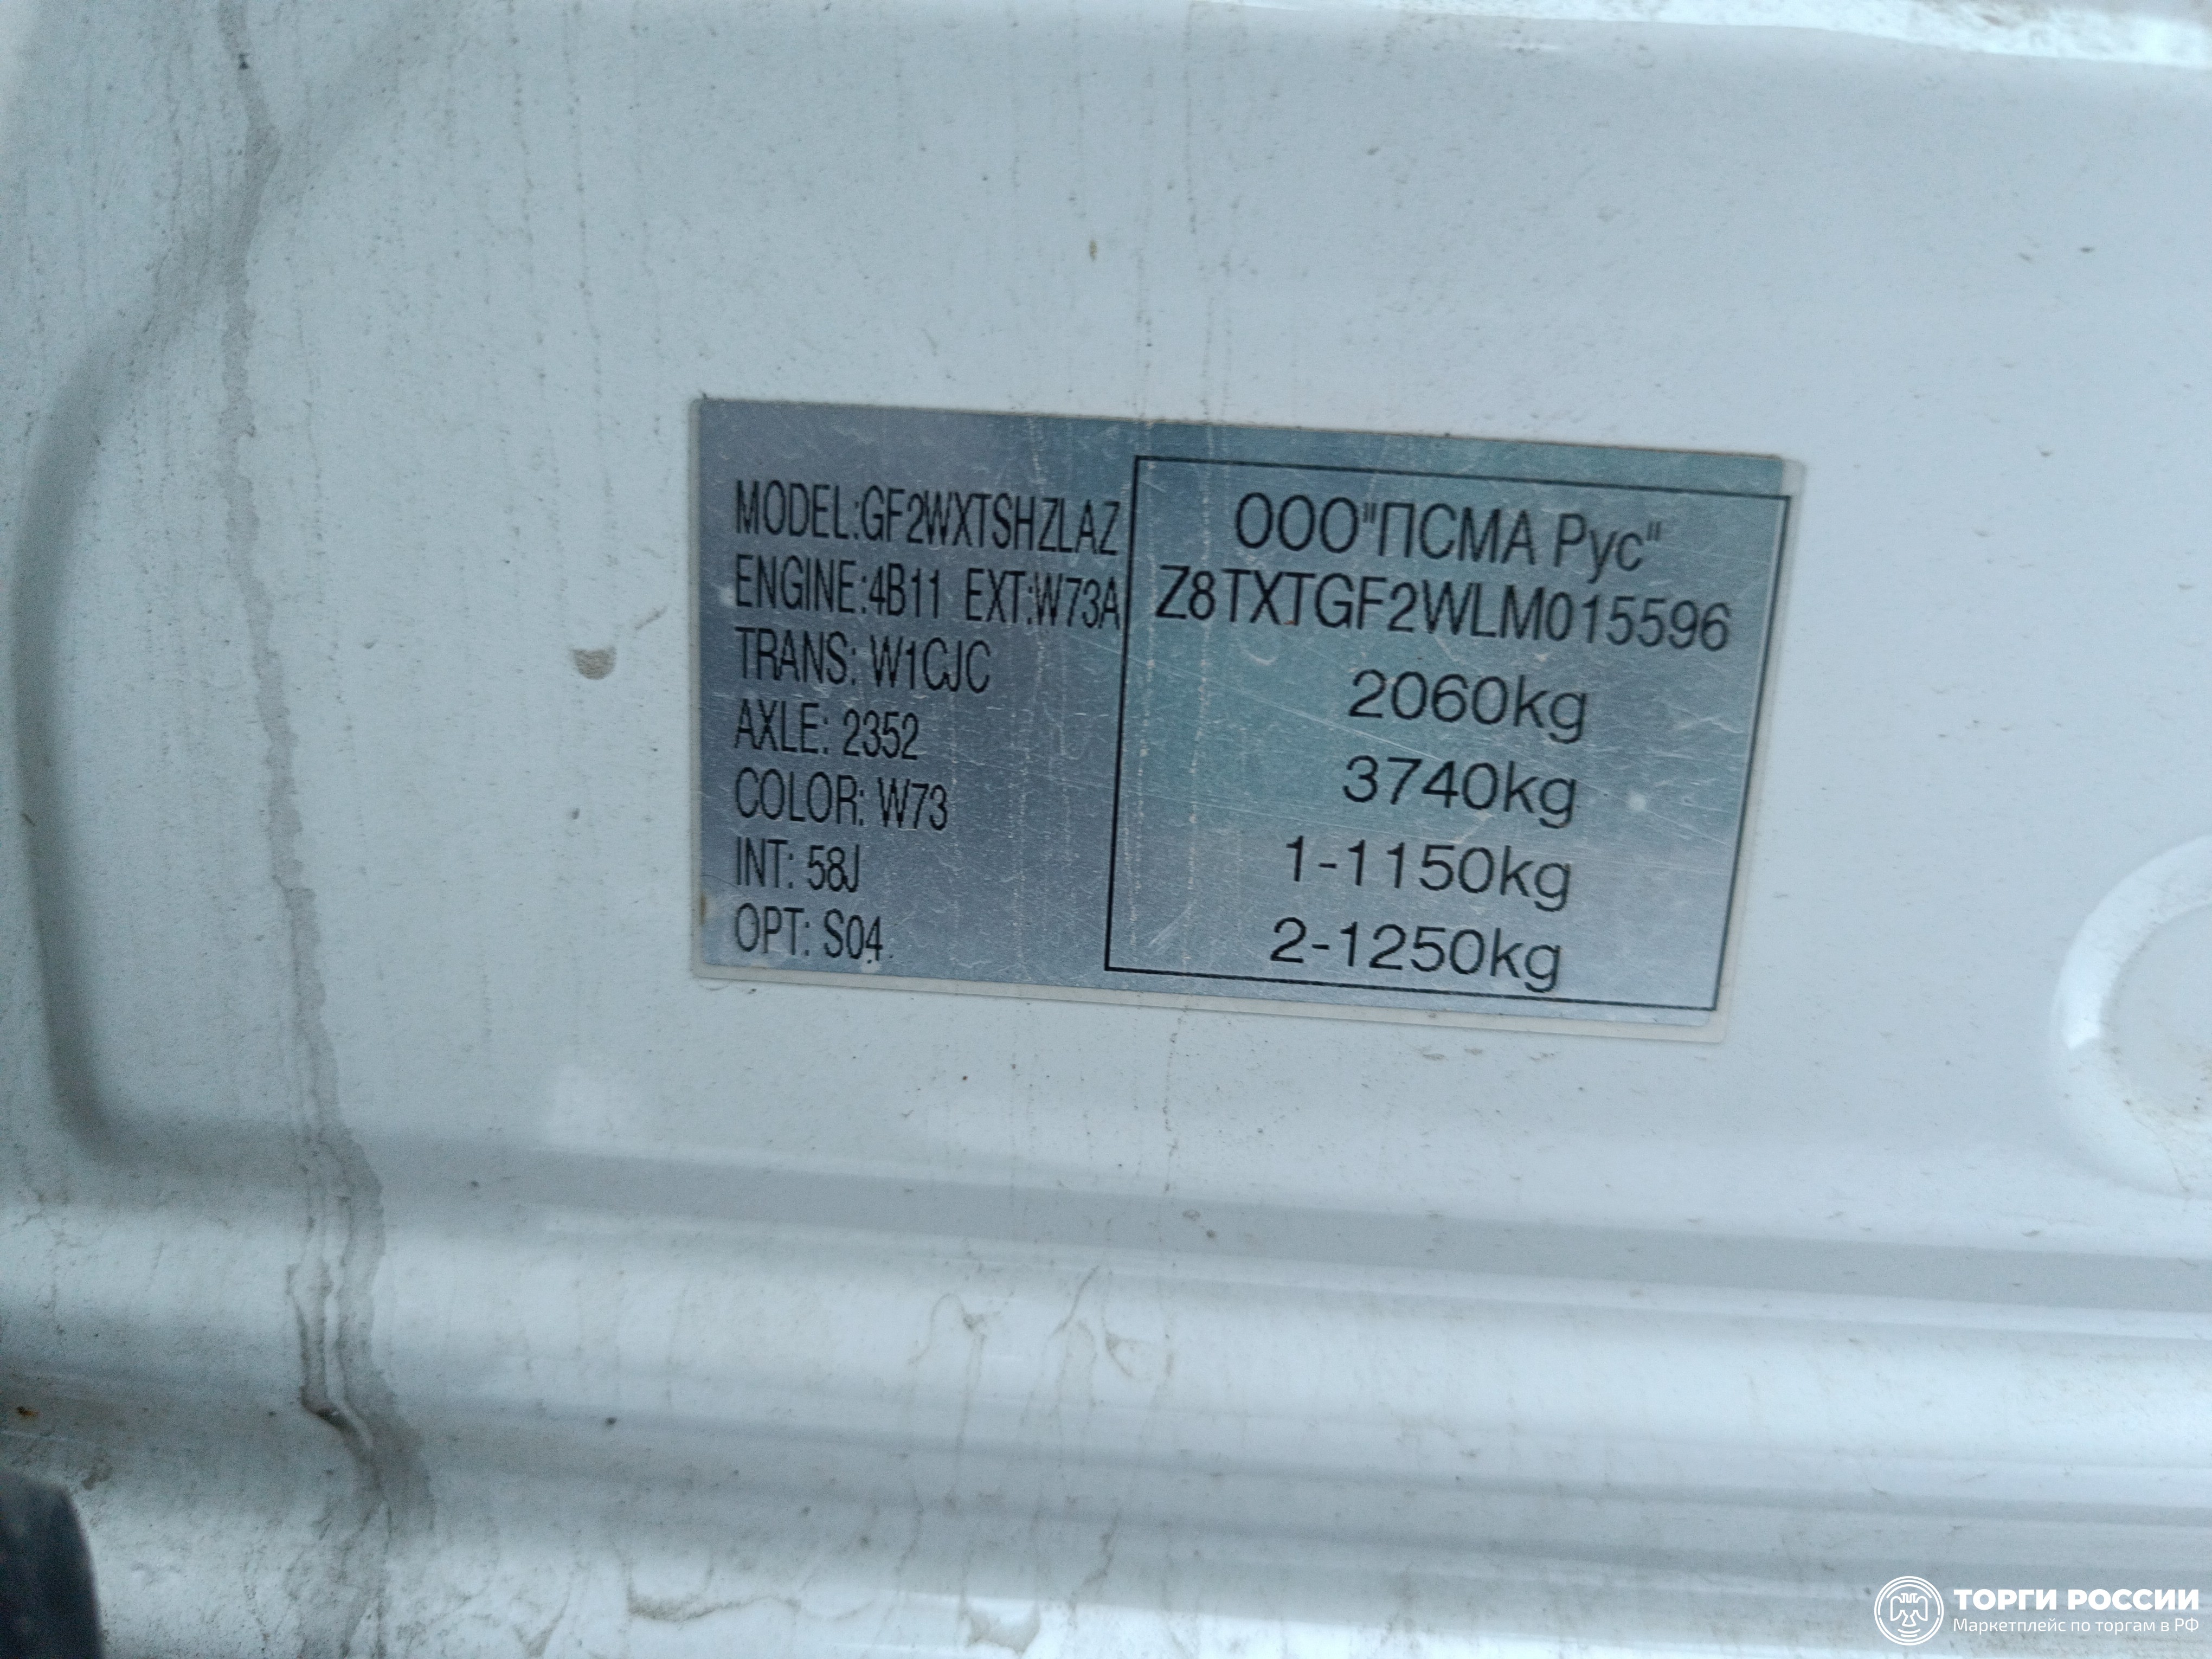 MODEL:GF2WXTSHZLAZ
ENGINE:4B11 EXT:W73A
TRANS: W1CJC
AXLE: 2352
COLOR: W73
INT: 58J
OPT: S04
ООО"ПСМА Рус"
Z8TXTGF2WLM015596
2060kg
3740kg
1-1150kg
2-1250kg
ТОРГИ РОССИИ
Маркетплейс по торгам в РФ